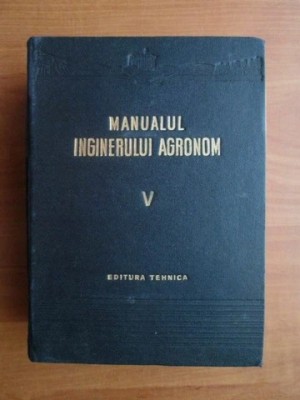 MANUALUL
INGINERULUI AGRONOM
V
EDITURA TEHNICA